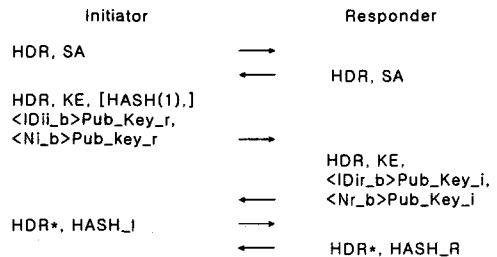 Initiator Responder
HDR, SA
HDR, SA
HDR, KE, [HASH(1),]
<IDii_b>Pub_Key_r,
<Ni_b>Pub_key_r
HDR, KE,
<IDir_b>Pub_Key_i,
<Nr_b>Pub_Key_i
HDR*, HASH_I
HDR*, HASH_R